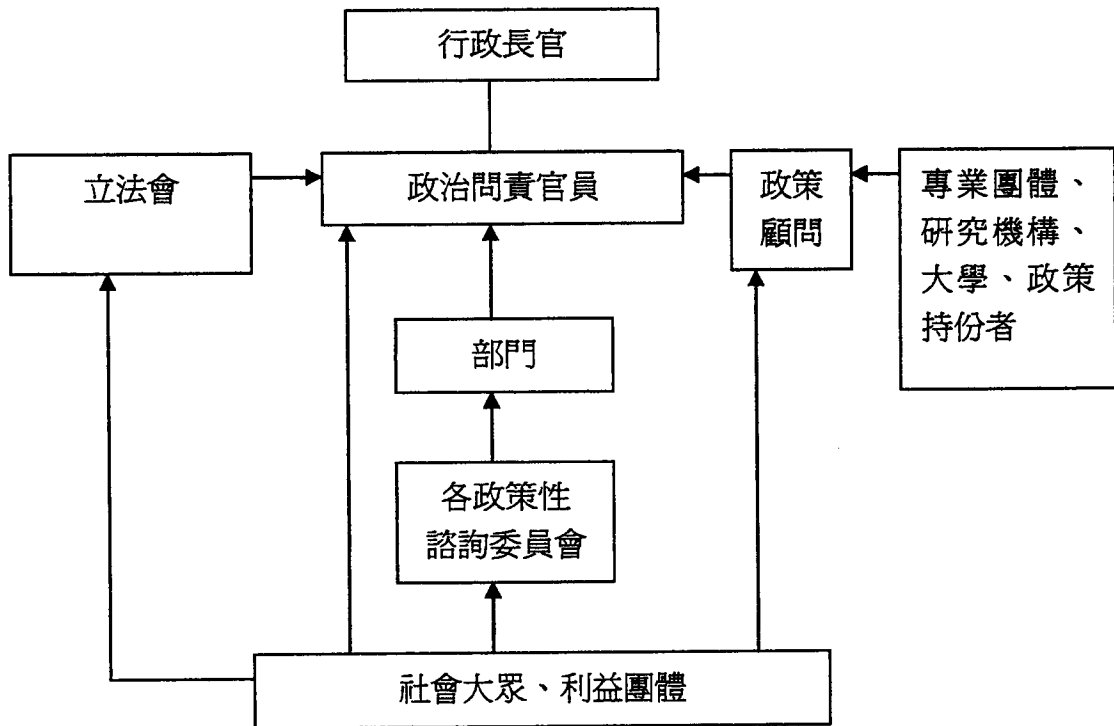 行政長官
立法會
政治問責官員
政策
顧問
專業團體、
研究機構、
大學、政策
持份者
部門
各政策性
諮詢委員會
社會大眾、利益團體